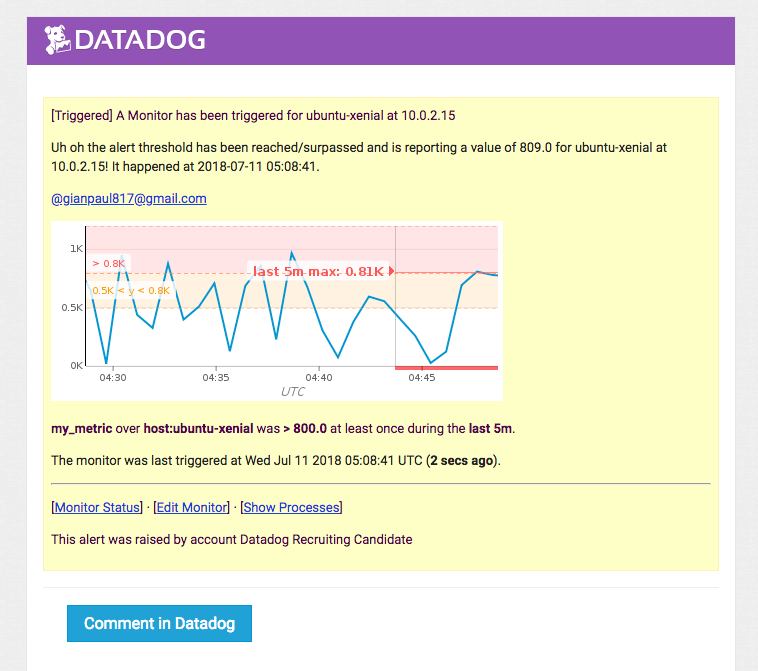 DATADOG
[Triggered] A Monitor has been triggered for ubuntu-xenial at 10.0.2.15
Uh oh the alert threshold has been reached/surpassed and is reporting a value of 809.0 for ubuntu-xenial at
10.0.2.15! It happened at 2018-07-11 05:08:41.
@gianpaul817@gmail.com
1K
> 0.8K
last 5m max: 0.81K
0.5K < y < 0.8K
0.5K
0K
04:30 04:35 04:40 04:45
UTC
my_metric over host:ubuntu-xenial was > 800.0 at least once during the last 5m.
The monitor was last triggered at Wed Jul 11 2018 05:08:41 UTC (2 secs ago).
[Monitor Status] · [Edit Monitor] · [Show Processes]
This alert was raised by account Datadog Recruiting Candidate
Comment in Datadog